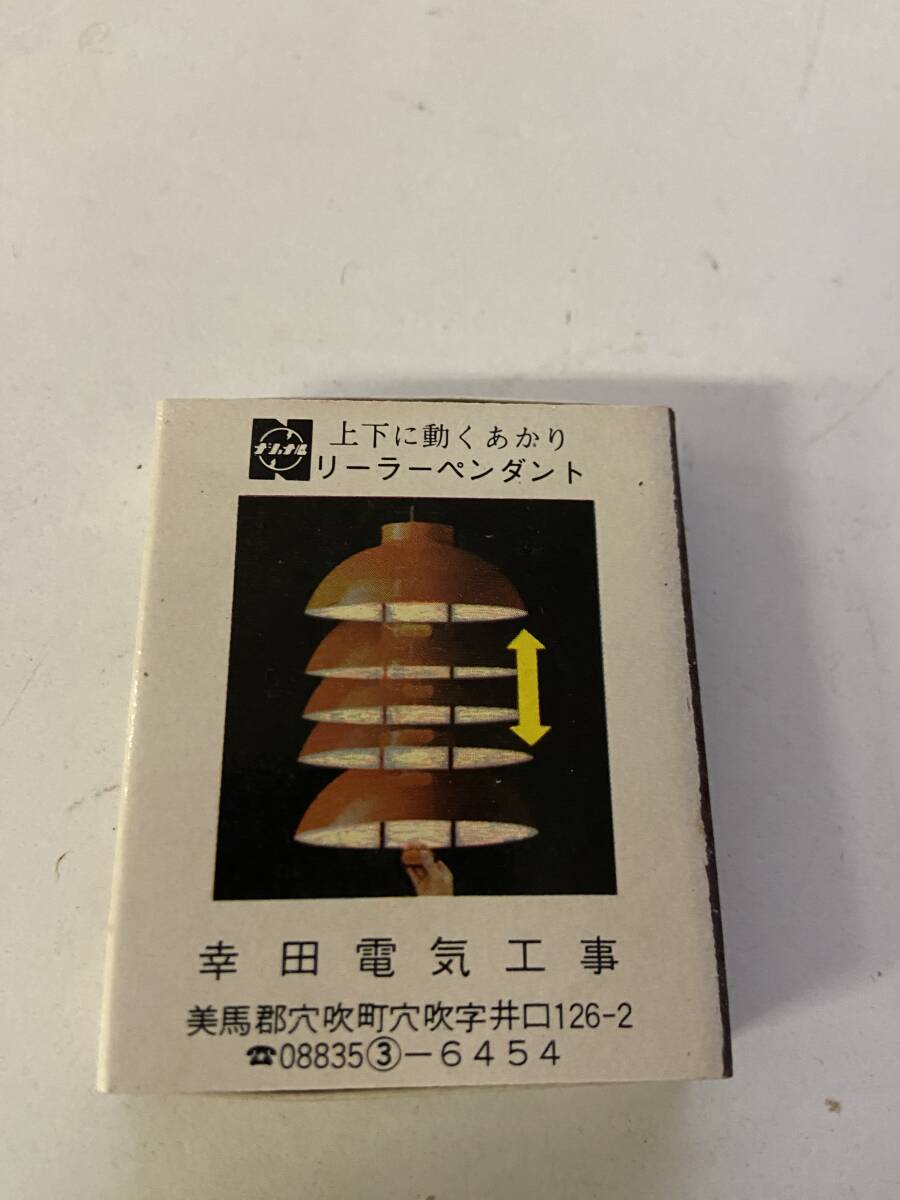 ナショナル
上下に動くあかり
リーラーペンダント
幸田電気工事
美馬郡穴吹町穴吹字井口126-2
☎08835③-6454